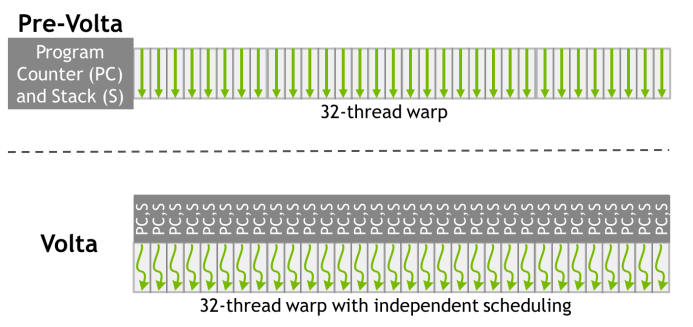 Pre-Volta
Program
Counter (PC)
and Stack (S)
32-thread warp
PC,S PC,S PC,S PC,S PC,S PC,S PC,S PC,S PC,S PC,S PC,S PC,S PC,S PC,S PC,S PC,S PC,S PC,S PC,S PC,S PC,S PC,S PC,S PC,S PC,S PC,S PC,S PC,S PC,S PC,S PC,S PC,S
Volta
32-thread warp with independent scheduling